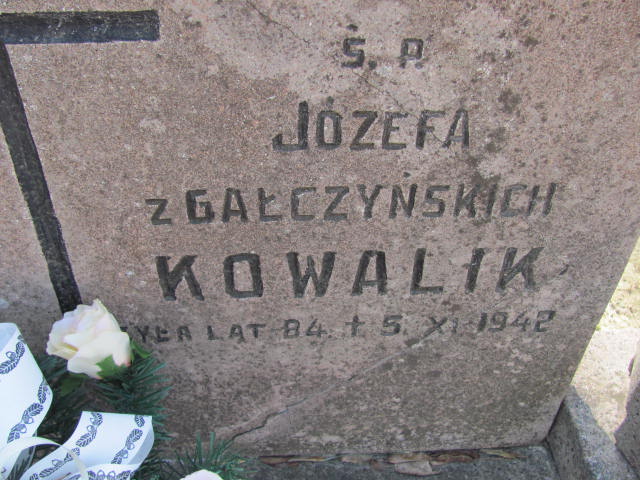 Ś. P.
JÓZEFA
z GAŁCZYŃSKICH
KOWALIK
ŻYŁA LAT 84. † 5. XI 1942